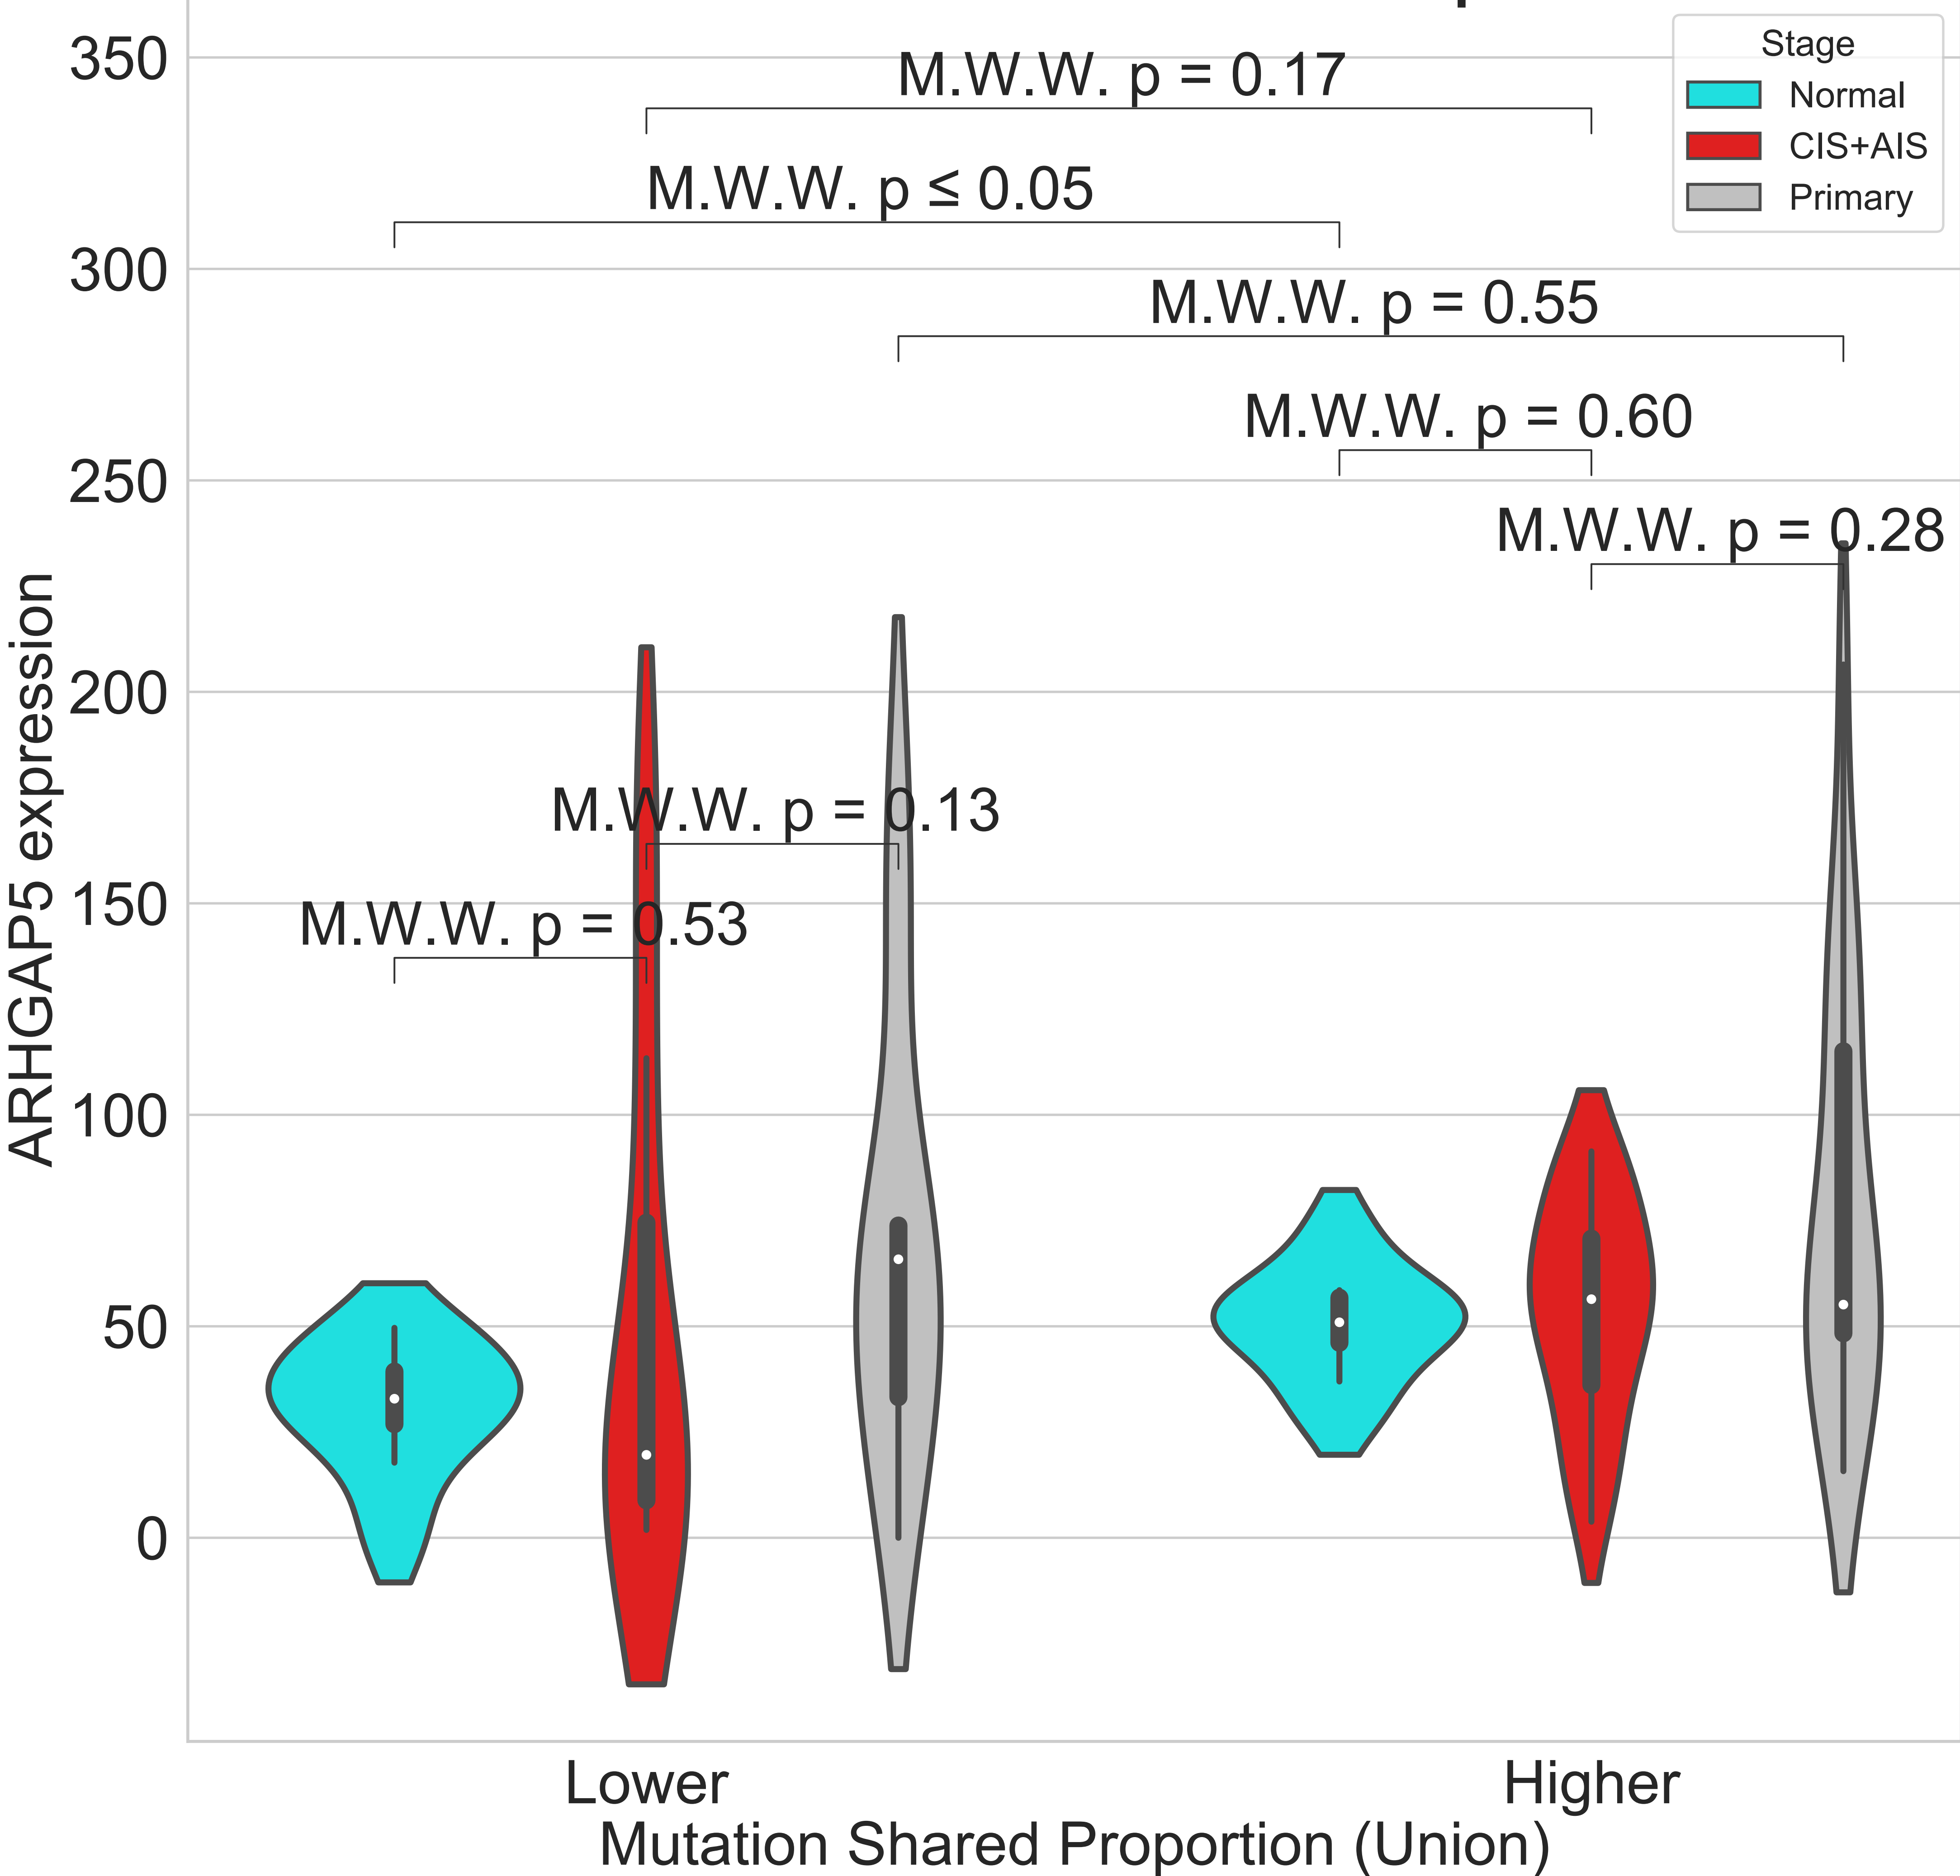 350
300
250
200
150
100
50
0
ARHGAP5 expression
M.W.W. p = 0.17
M.W.W. p ≤ 0.05
M.W.W. p = 0.55
M.W.W. p = 0.60
M.W.W. p = 0.28
M.W.W. p = 0.13
M.W.W. p = 0.53
Stage
Normal
CIS+AIS
Primary
Lower
Higher
Mutation Shared Proportion (Union)